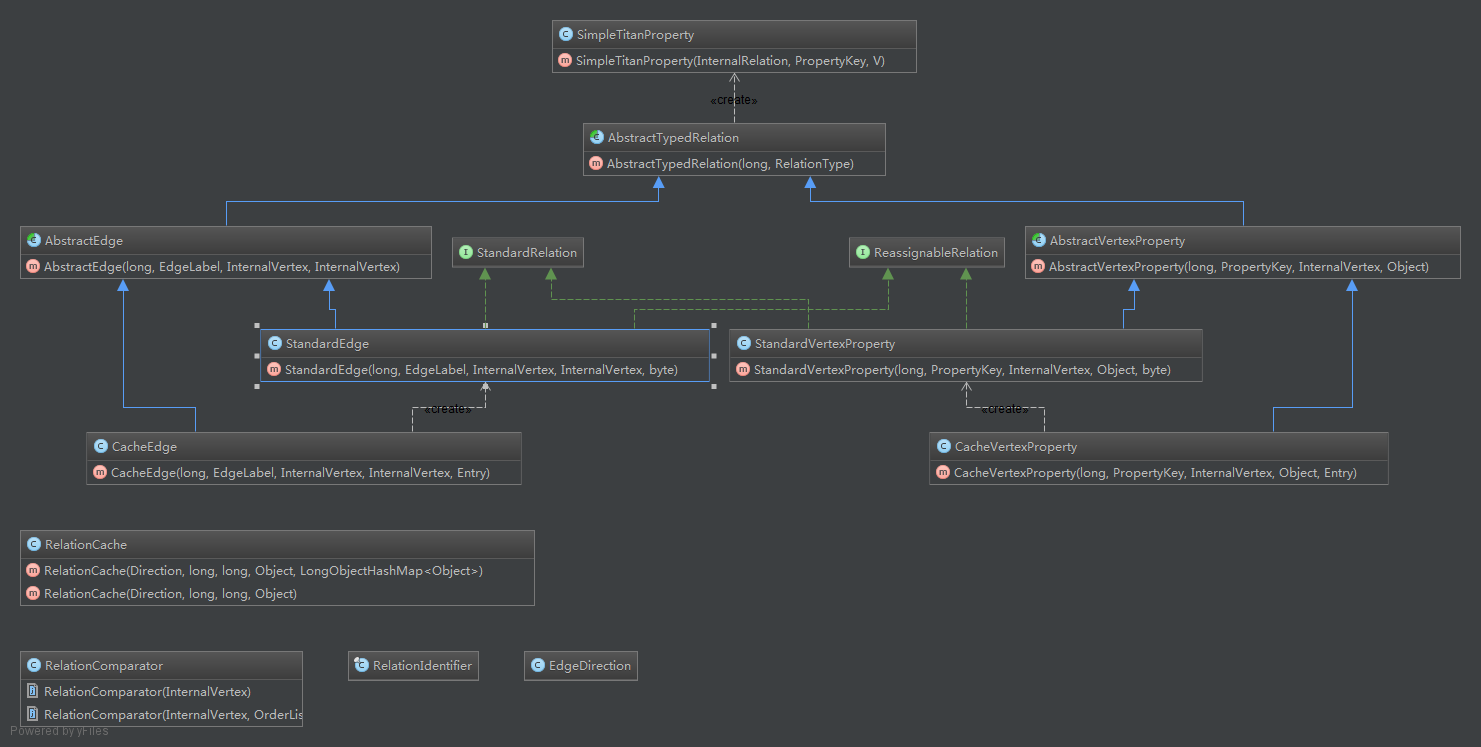 SimpleTitanProperty
SimpleTitanProperty(InternalRelation, PropertyKey, V)
«create»
AbstractTypedRelation
AbstractTypedRelation(long, RelationType)
AbstractEdge
AbstractEdge(long, EdgeLabel, InternalVertex, InternalVertex)
StandardRelation
ReassignableRelation
AbstractVertexProperty
AbstractVertexProperty(long, PropertyKey, InternalVertex, Object)
StandardEdge
StandardEdge(long, EdgeLabel, InternalVertex, InternalVertex, byte)
StandardVertexProperty
StandardVertexProperty(long, PropertyKey, InternalVertex, Object, byte)
«create»
«create»
CacheEdge
CacheEdge(long, EdgeLabel, InternalVertex, InternalVertex, Entry)
CacheVertexProperty
CacheVertexProperty(long, PropertyKey, InternalVertex, Object, Entry)
RelationCache
RelationCache(Direction, long, long, Object, LongObjectHashMap<Object>)
RelationCache(Direction, long, long, Object)
RelationComparator
RelationComparator(InternalVertex)
RelationComparator(InternalVertex, OrderLis
RelationIdentifier
EdgeDirection
Powered by yFiles